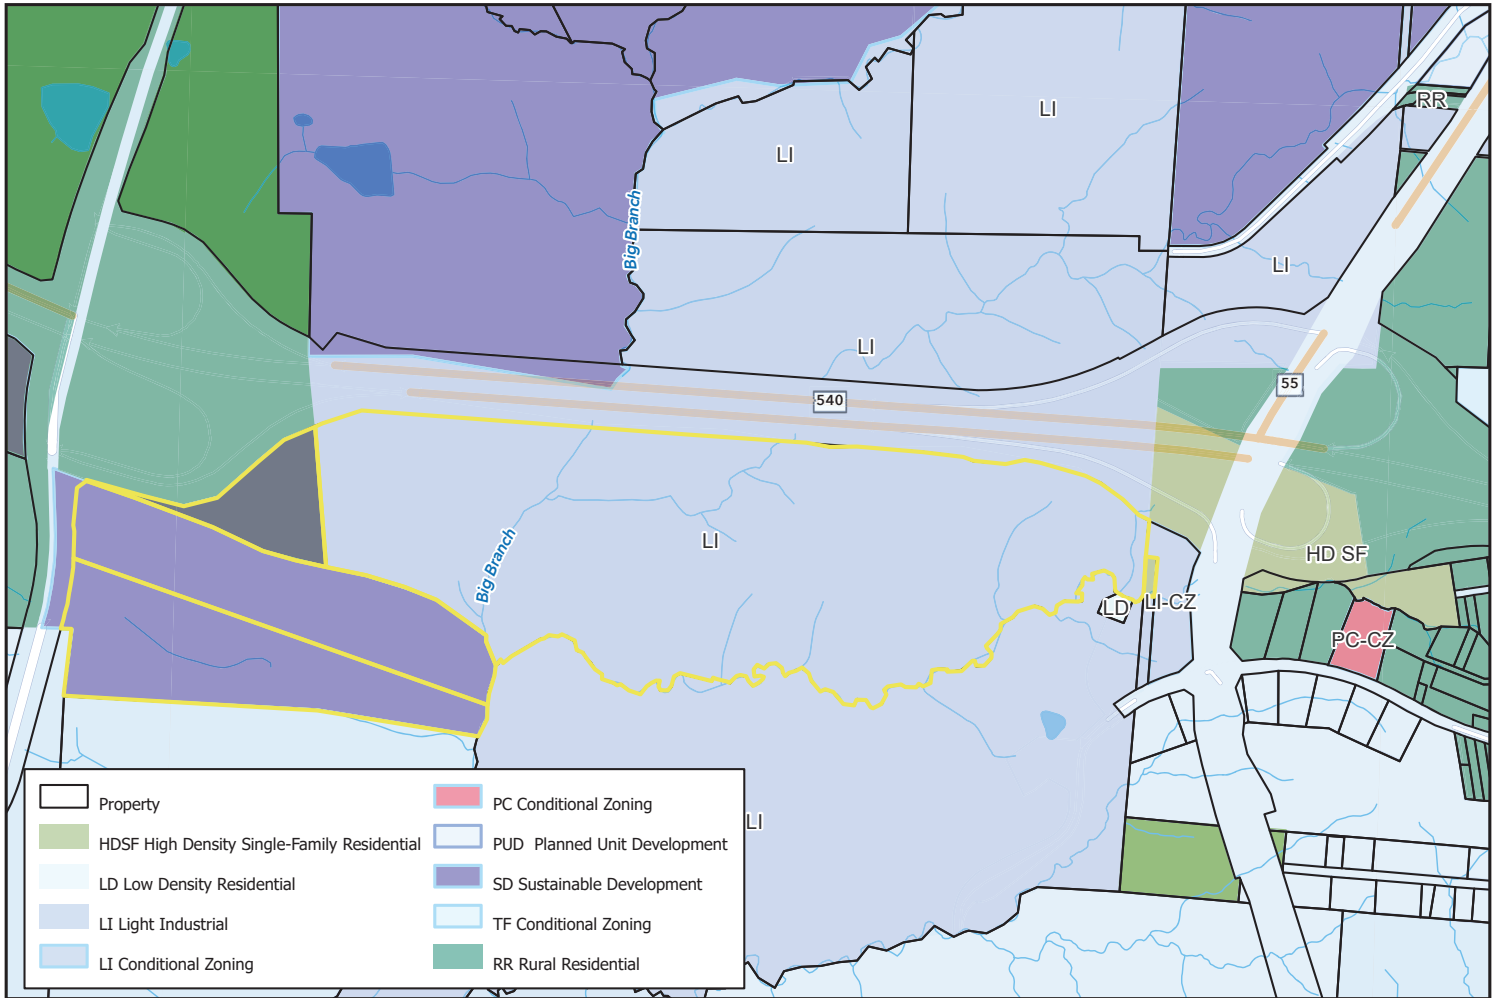 RR
LI
LI
Big Branch
LI
LI
55
540
LI
Big Branch
HD SF
LD
LI-CZ
PC-CZ
LI
Property
HDSF High Density Single-Family Residential
LD Low Density Residential
LI Light Industrial
LI Conditional Zoning
PC Conditional Zoning
PUD Planned Unit Development
SD Sustainable Development
TF Conditional Zoning
RR Rural Residential